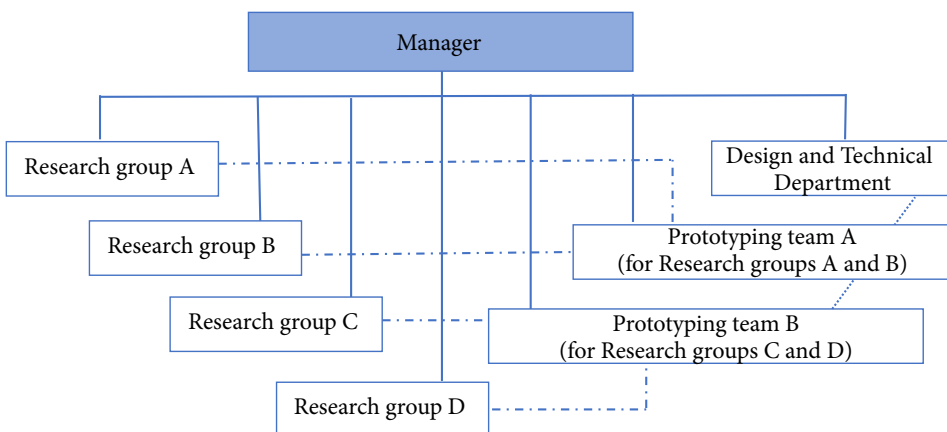 Manager
Research group A
Design and Technical
Department
Research group B
Prototyping team A
(for Research groups A and B)
Research group C
Prototyping team B
(for Research groups C and D)
Research group D